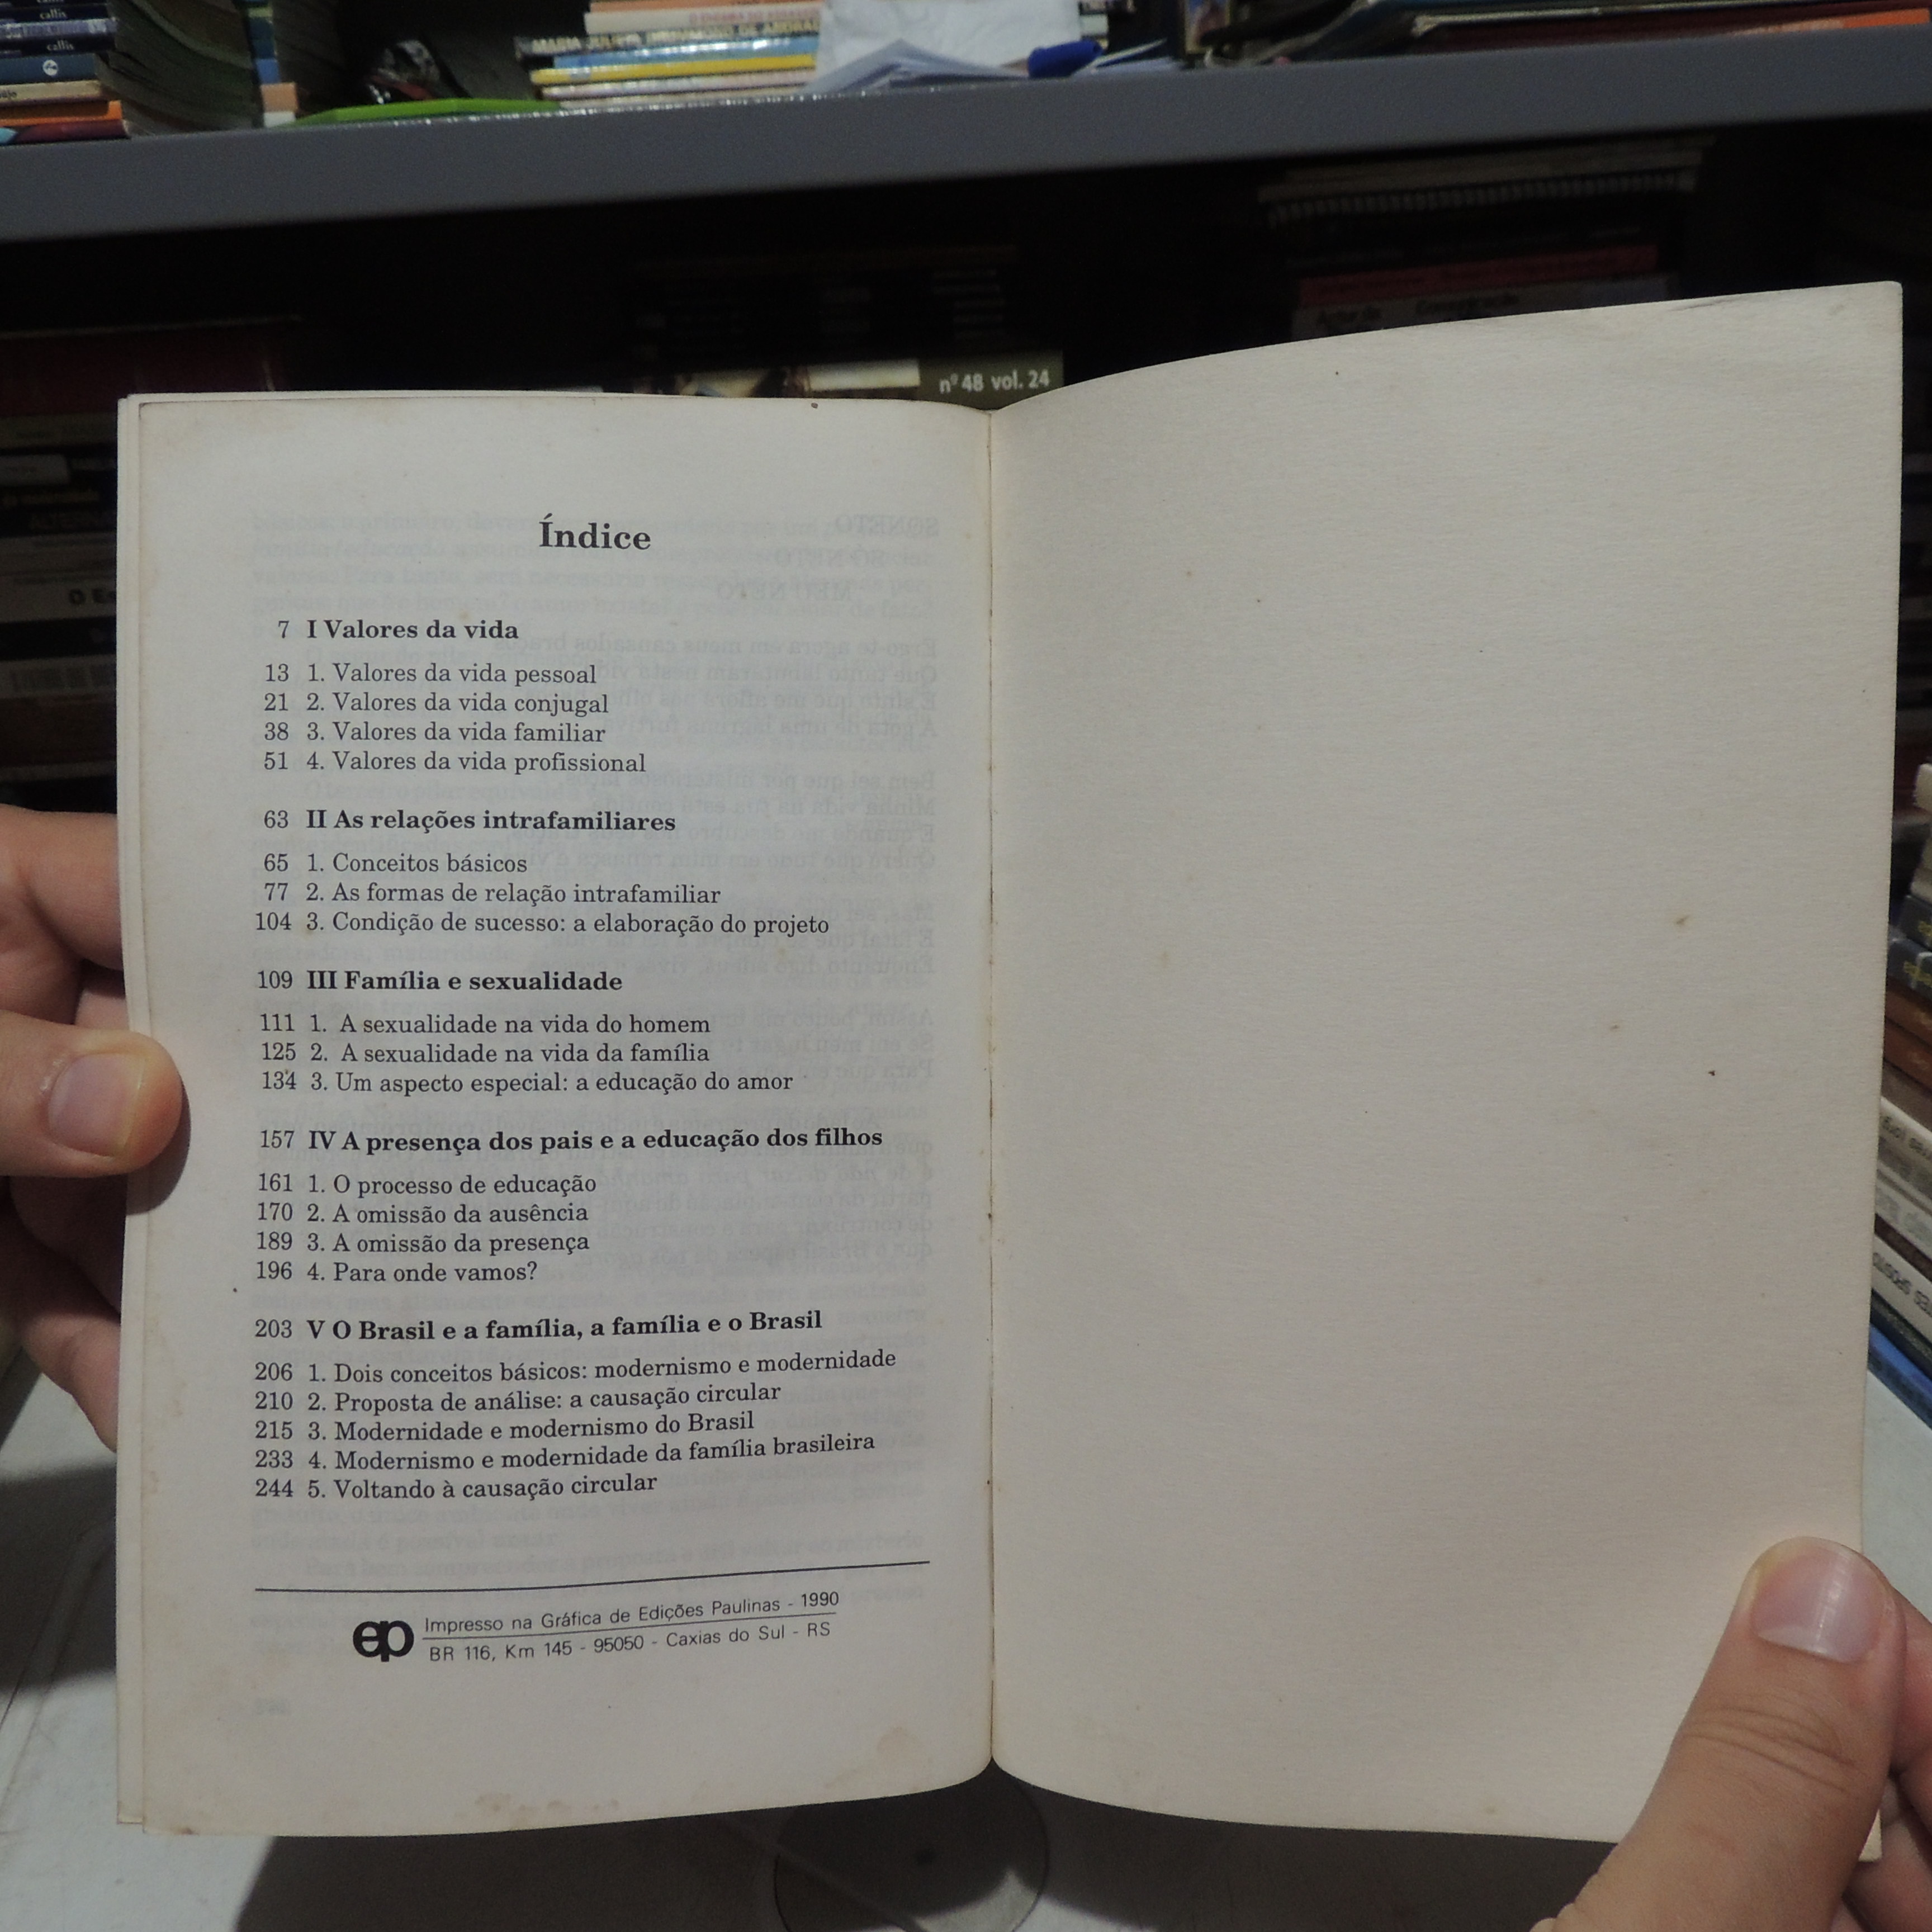 callis
callis
MARIA JULIETA DRUMMOND DE ANDRADE
nº 48 vol. 24
Índice
7 I Valores da vida
13 1. Valores da vida pessoal
21 2. Valores da vida conjugal
38 3. Valores da vida familiar
51 4. Valores da vida profissional
63 II As relações intrafamiliares
65 1. Conceitos básicos
77 2. As formas de relação intrafamiliar
104 3. Condição de sucesso: a elaboração do projeto
109 III Família e sexualidade
111 1. A sexualidade na vida do homem
125 2. A sexualidade na vida da família
134 3. Um aspecto especial: a educação do amor
157 IV A presença dos pais e a educação dos filhos
161 1. O processo de educação
170 2. A omissão da ausência
189 3. A omissão da presença
196 4. Para onde vamos?
203 V O Brasil e a família, a família e o Brasil
206 1. Dois conceitos básicos: modernismo e modernidade
210 2. Proposta de análise: a causação circular
215 3. Modernidade e modernismo do Brasil
233 4. Modernismo e modernidade da família brasileira
244 5. Voltando à causação circular
ep Impresso na Gráfica de Edições Paulinas - 1990
BR 116, Km 145 - 95050 - Caxias do Sul - RS